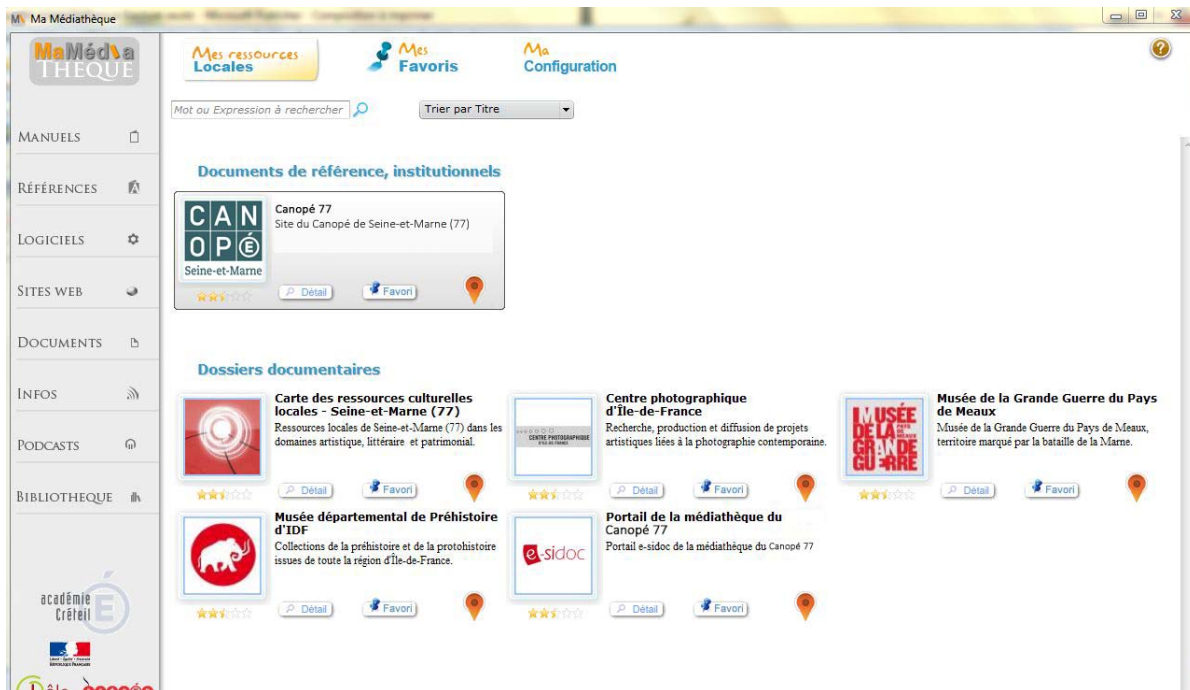 Ma Médiathèque
MaMédia
THEQUE
Mes ressources
Locales
Mes
Favoris
Ma
Configuration
Mot ou Expression à rechercher
Trier par Titre
MANUELS
RÉFÉRENCES
LOGICIELS
SITES WEB
DOCUMENTS
INFOS
PODCASTS
BIBLIOTHEQUE
académie
Créteil
Documents de référence, institutionnels
CAN
OPÉ
Seine-et-Marne
Canopé 77
Site du Canopé de Seine-et-Marne (77)
Détail
Favori
Dossiers documentaires
Carte des ressources culturelles
locales - Seine-et-Marne (77)
Ressources locales de Seine-et-Marne (77) dans les
domaines artistique, littéraire et patrimonial.
Détail
Favori
CENTRE PHOTOGRAPHIQUE
D'ÎLE-DE-FRANCE
Centre photographique
d'Île-de-France
Recherche, production et diffusion de projets
artistiques liées à la photographie contemporaine.
Détail
Favori
MUSÉE
DE LA
PAYS
DE MEAUX
GRANDE
GUERRE
Musée de la Grande Guerre du Pays
de Meaux
Musée de la Grande Guerre du Pays de Meaux,
territoire marqué par la bataille de la Marne.
Détail
Favori
Musée départemental de Préhistoire
d'IDF
Collections de la préhistoire et de la protohistoire
issues de toute la région d'Île-de-France.
Détail
Favori
e-sidoc
Portail de la médiathèque du
Canopé 77
Portail e-sidoc de la médiathèque du Canopé 77
Détail
Favori